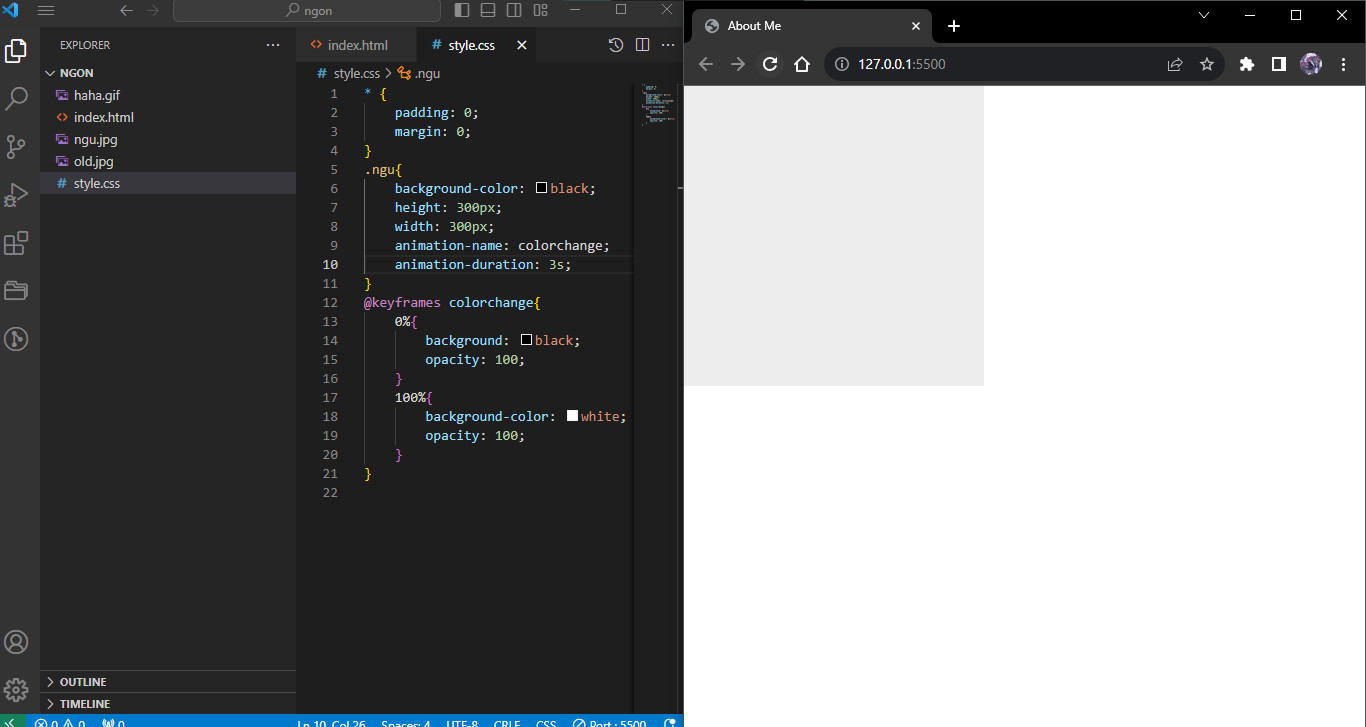 ngon
EXPLORER
NGON
haha.gif
index.html
ngu.jpg
old.jpg
style.css
OUTLINE
TIMELINE
index.html
style.css
style.css > .ngu
1 * {
2 padding: 0;
3 margin: 0;
4 }
5 .ngu{
6 background-color: black;
7 height: 300px;
8 width: 300px;
9 animation-name: colorchange;
10 animation-duration: 3s;
11 }
12 @keyframes colorchange{
13 0%{
14 background: black;
15 opacity: 100;
16 }
17 100%{
18 background-color: white;
19 opacity: 100;
20 }
21 }
22
0 0 0
Ln 10, Col 26 Spaces: 4 UTF-8 CRLF CSS Port : 5500
About Me
127.0.0.1:5500